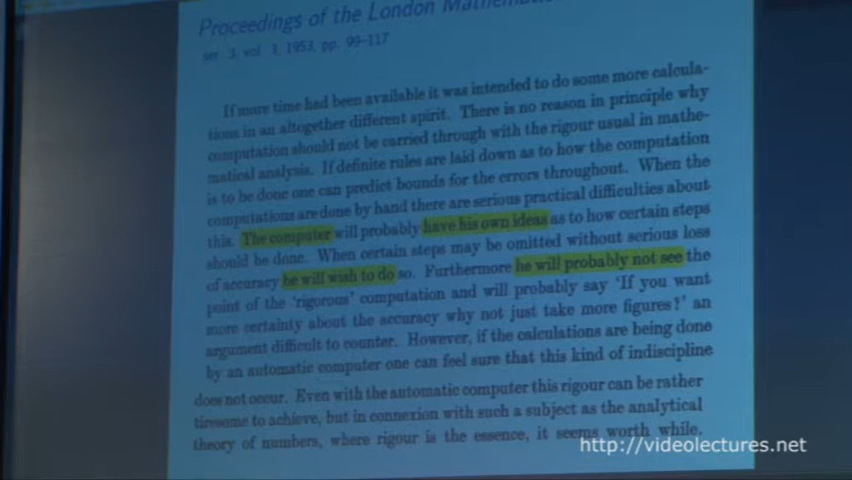 Proceedings of the London Mathem
ser. 3, vol. 3, 1953, pp. 99-117
If more time had been available it was intended to do some more calcula-
tions in an altogether different spirit. There is no reason in principle why
computation should not be carried through with the rigour usual in mathe-
matical analysis. If definite rules are laid down as to how the computation
is to be done one can predict bounds for the errors throughout. When the
computations are done by hand there are serious practical difficulties about
this. The computer will probably have his own ideas as to how certain steps
should be done. When certain steps may be omitted without serious loss
of accuracy he will wish to do so. Furthermore he will probably not see the
point of the 'rigorous' computation and will probably say 'If you want
more certainty about the accuracy why not just take more figures?' an
argument difficult to counter. However, if the calculations are being done
by an automatic computer one can feel sure that this kind of indiscipline
does not occur. Even with the automatic computer this rigour can be rather
tiresome to achieve, but in connexion with such a subject as the analytical
theory of numbers, where rigour is the essence, it seems worth while.
http://videolectures.net